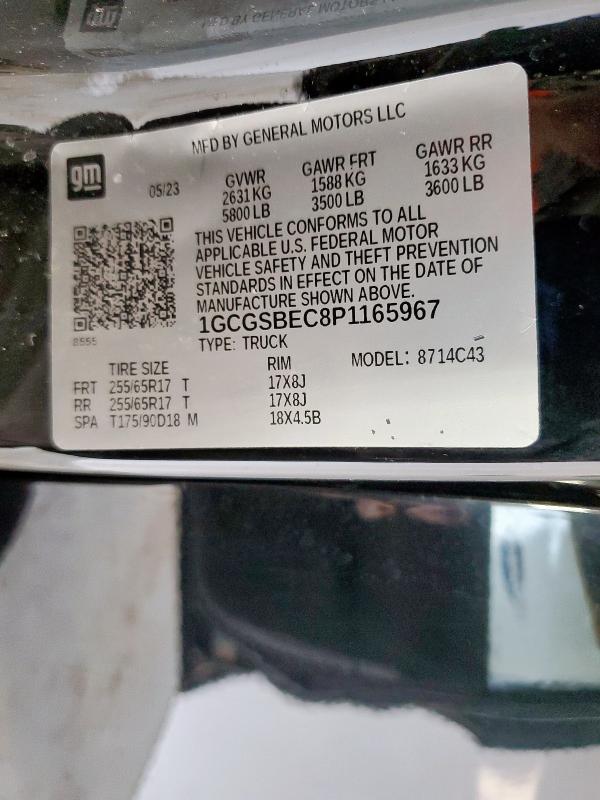 MFD BY GENERAL MOTORS LLC
gm
05/23
GVWR GAWR FRT GAWR RR
2631 KG 1588 KG 1633 KG
5800 LB 3500 LB 3600 LB
THIS VEHICLE CONFORMS TO ALL
APPLICABLE U.S. FEDERAL MOTOR
VEHICLE SAFETY AND THEFT PREVENTION
STANDARDS IN EFFECT ON THE DATE OF
MANUFACTURE SHOWN ABOVE.
1GCGSBEC8P1165967
8555
TYPE: TRUCK MODEL: 8714C43
TIRE SIZE RIM
FRT 255/65R17 T 17X8J
RR 255/65R17 T 17X8J
SPA T175/90D18 M 18X4.5B